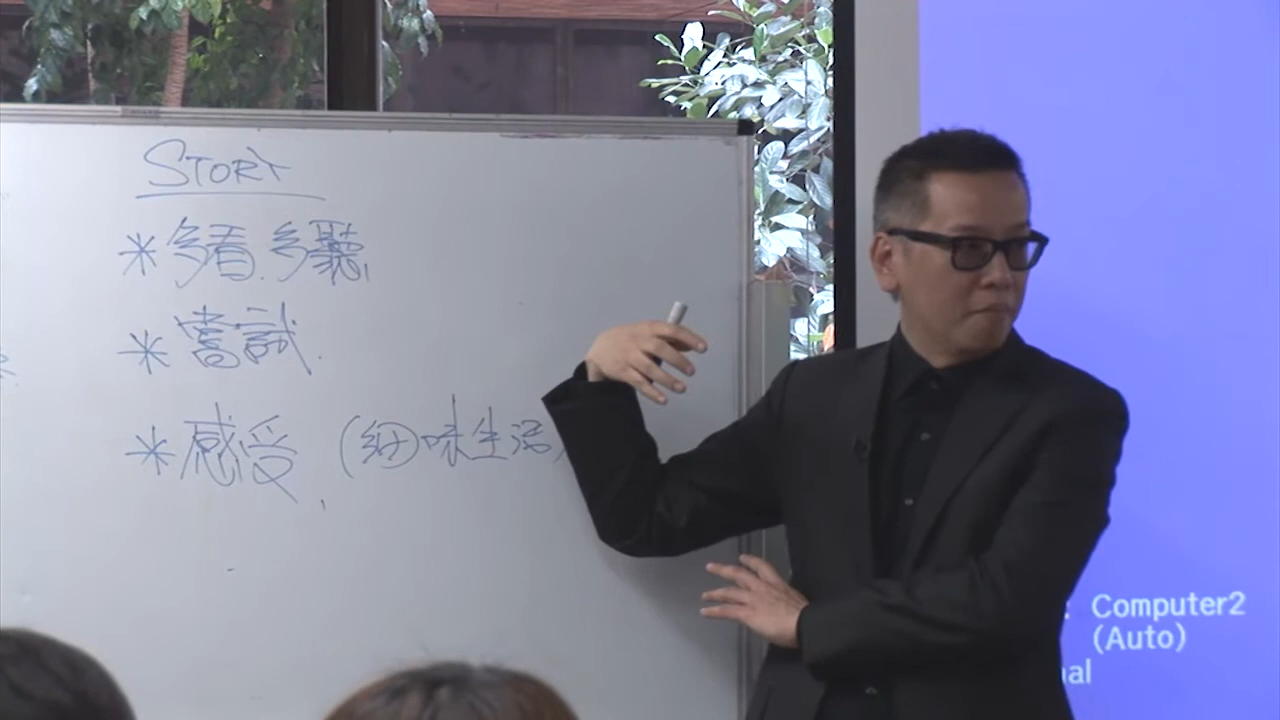 STORY
* 多看.多聽,
* 嘗試.
* 感受, (細味生活)
: Computer2
(Auto)
nal